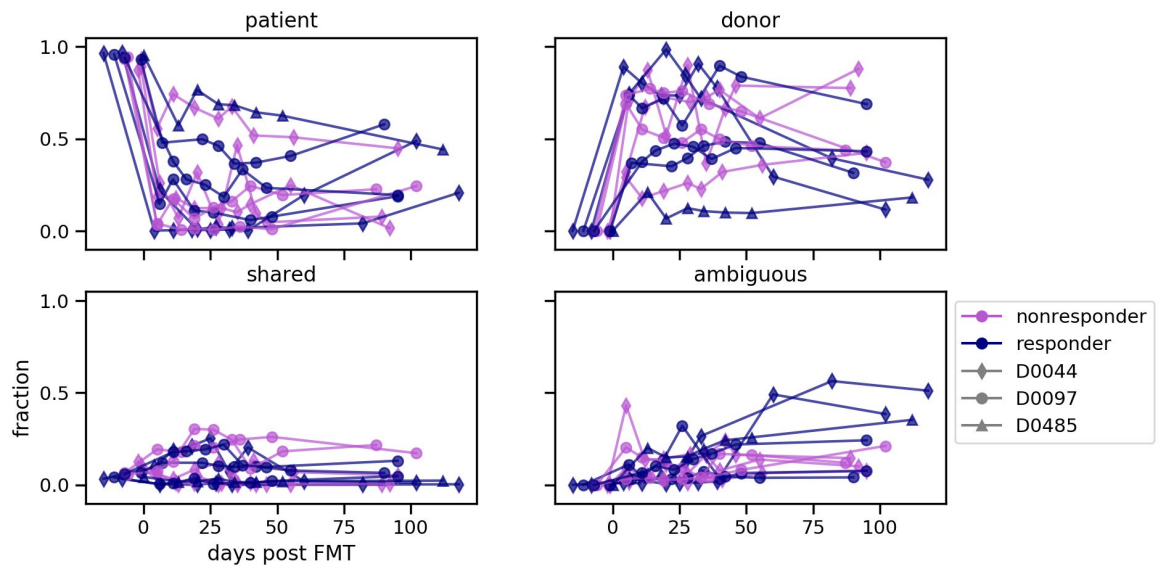 patient
donor
1.0
0.5
0.0
shared
ambiguous
1.0
0.5
0.0
fraction
0 25 50 75 100
0 25 50 75 100
days post FMT
nonresponder
responder
D0044
D0097
D0485